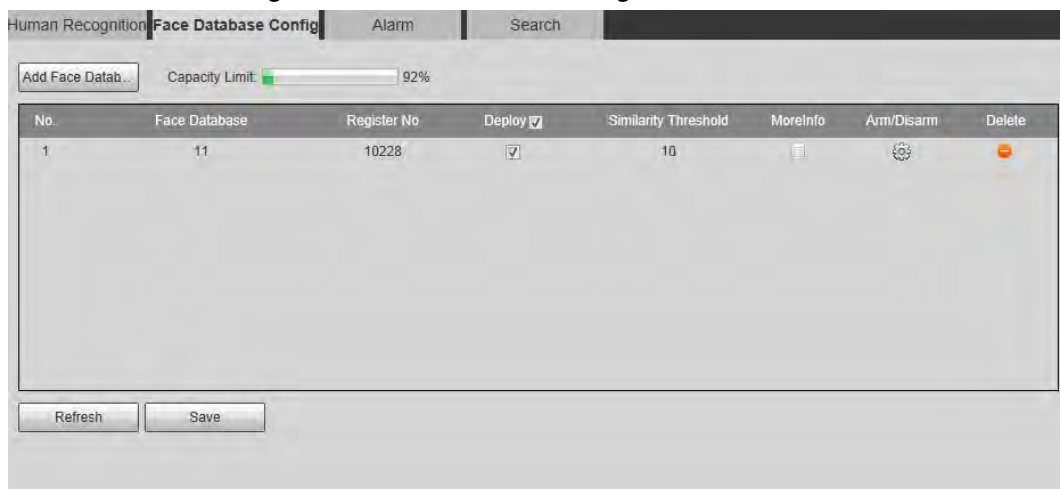 Human Recognition Face Database Config Alarm Search
Add Face Datab... Capacity Limit: 92%
No. Face Database Register No Deploy Similarity Threshold MoreInfo Arm/Disarm Delete
1 11 10228 10
Refresh Save